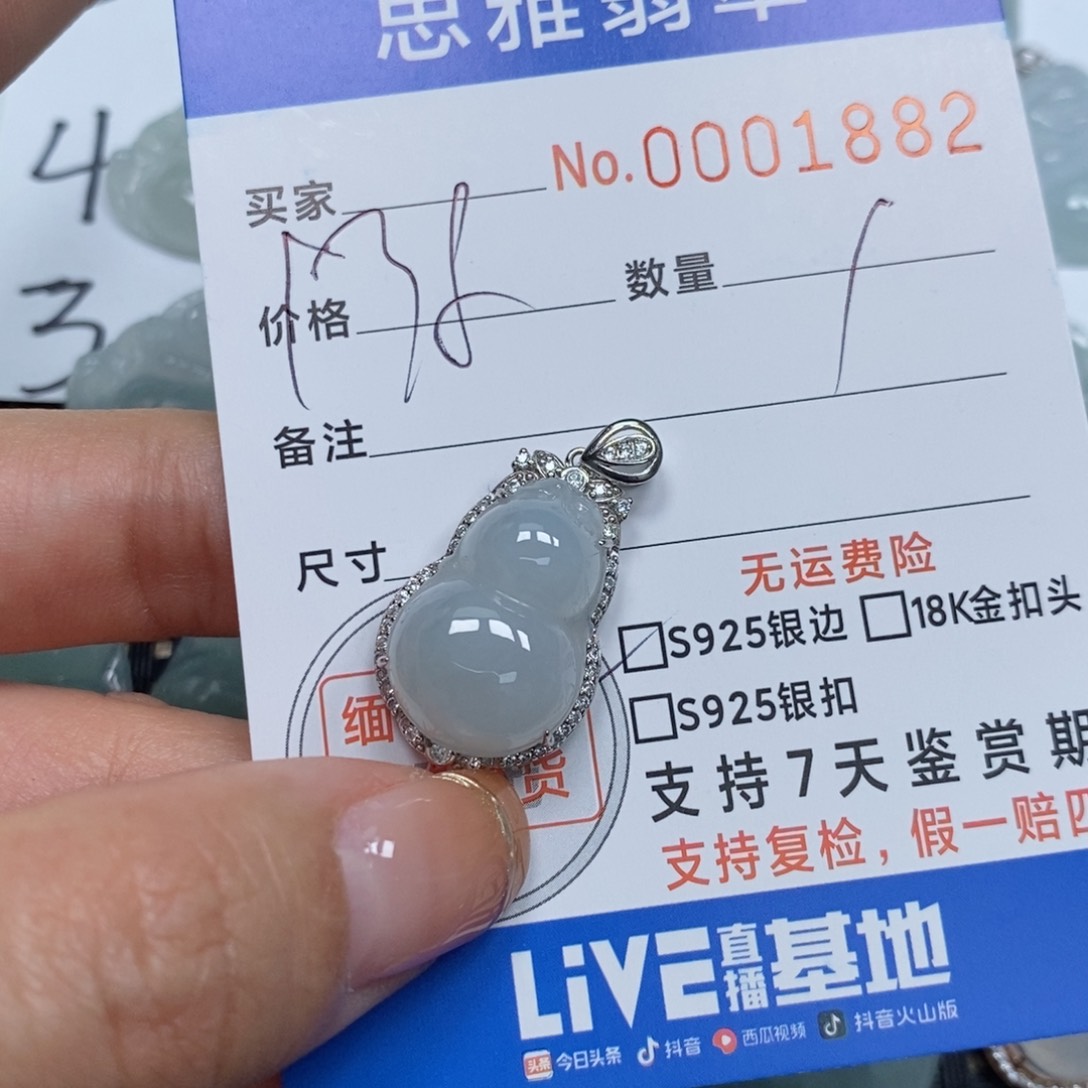 思雅翡翠
No.0001882
买家
价格
数量
备注
尺寸
无运费险
S925银边 18K金扣头
S925银扣
缅
货
支持7天鉴赏期
支持复检，假一赔四
LiVE直播基地
今日头条 抖音 西瓜视频 抖音火山版
4
3